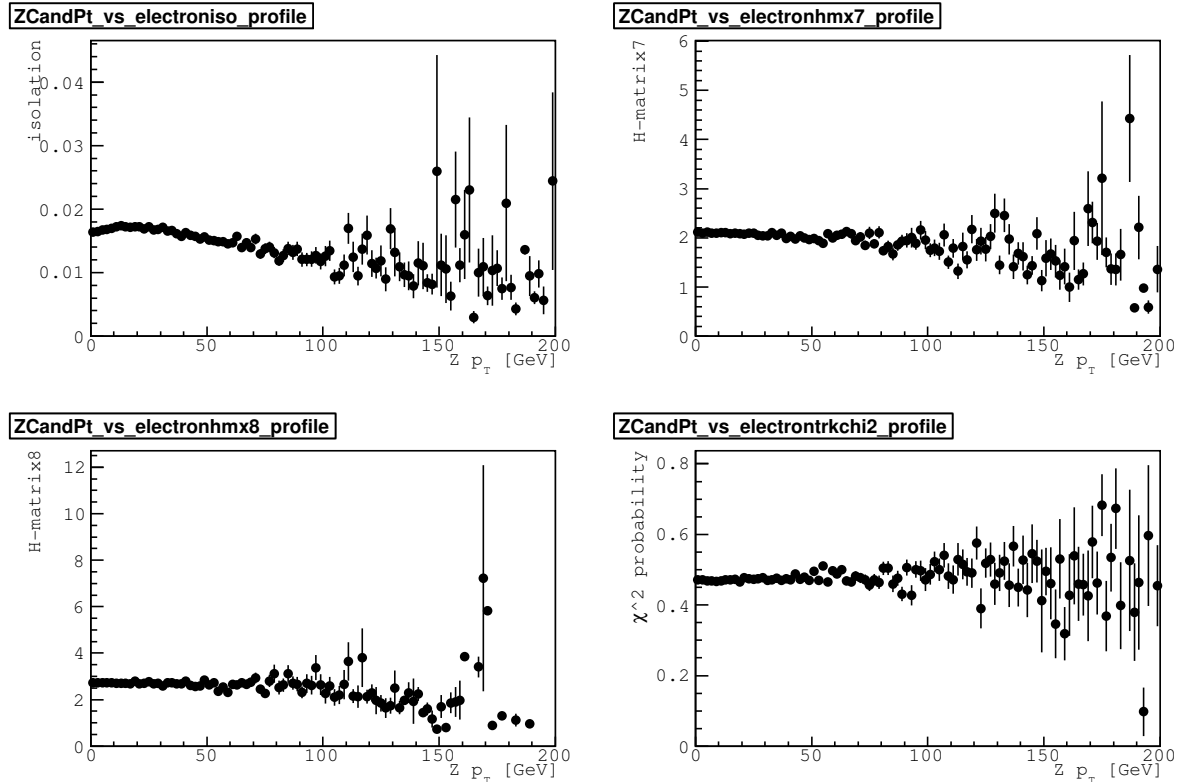 ZCandPt_vs_electroniso_profile
isolation
0.04
0.03
0.02
0.01
0
0 50 100 150 200
Z p_T [GeV]
ZCandPt_vs_electronhmx7_profile
H-matrix7
6
5
4
3
2
1
0
0 50 100 150 200
Z p_T [GeV]
ZCandPt_vs_electronhmx8_profile
H-matrix8
12
10
8
6
4
2
0
0 50 100 150 200
Z p_T [GeV]
ZCandPt_vs_electrontrkchi2_profile
χ^2 probability
0.8
0.6
0.4
0.2
0
0 50 100 150 200
Z p_T [GeV]